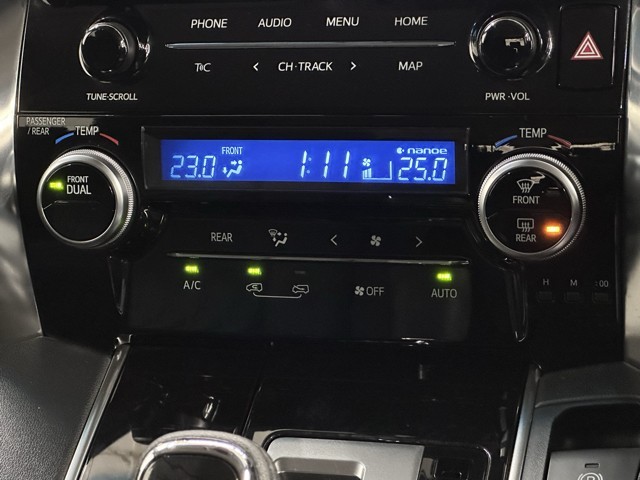 PHONE AUDIO MENU HOME
T&C < CH·TRACK > MAP
TUNE·SCROLL PWR·VOL
PASSENGER
/REAR
TEMP TEMP
FRONT nanoe
23.0 1:11 25.0
FRONT
DUAL
FRONT
REAR
REAR < >
A/C OFF AUTO
H M :00